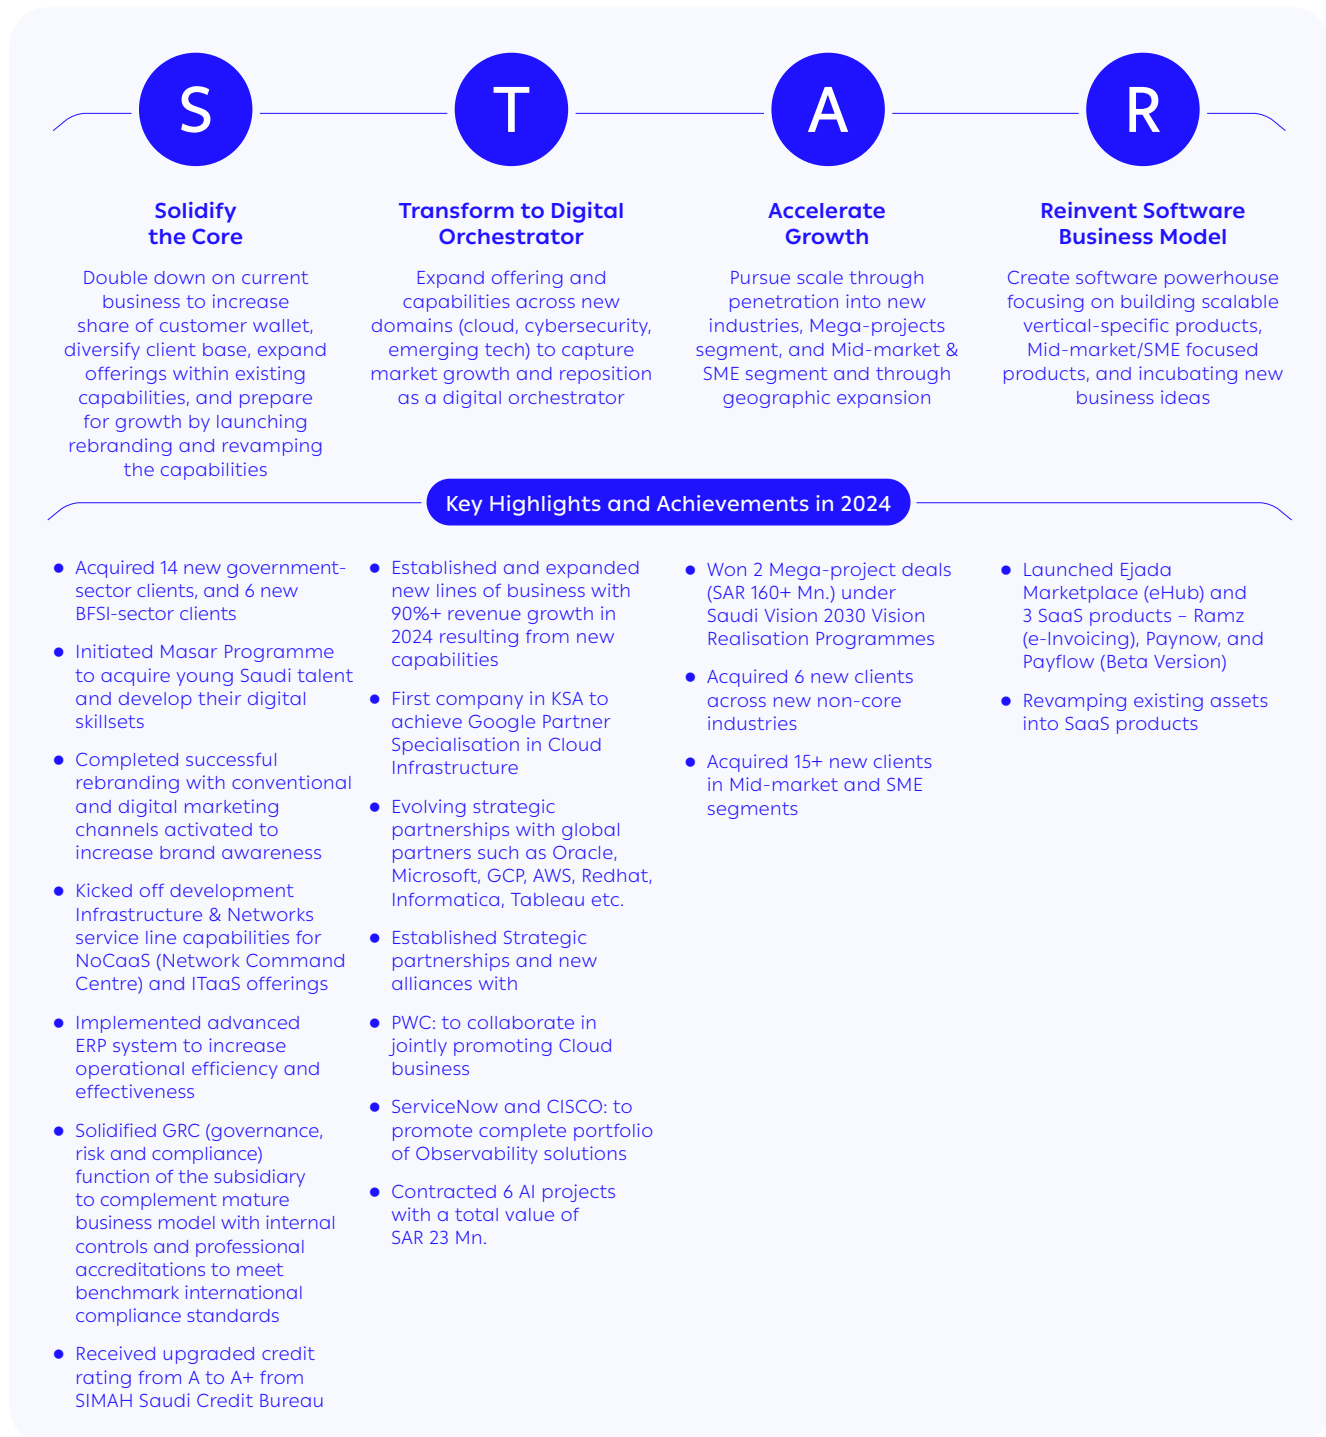 S
T
A
R
Solidify
the Core
Double down on current
business to increase
share of customer wallet,
diversify client base, expand
offerings within existing
capabilities, and prepare
for growth by launching
rebranding and revamping
the capabilities
Transform to Digital
Orchestrator
Expand offering and
capabilities across new
domains (cloud, cybersecurity,
emerging tech) to capture
market growth and reposition
as a digital orchestrator
Accelerate
Growth
Pursue scale through
penetration into new
industries, Mega-projects
segment, and Mid-market &
SME segment and through
geographic expansion
Reinvent Software
Business Model
Create software powerhouse
focusing on building scalable
vertical-specific products,
Mid-market/SME focused
products, and incubating new
business ideas
Key Highlights and Achievements in 2024
● Acquired 14 new government-
sector clients, and 6 new
BFSI-sector clients
● Initiated Masar Programme
to acquire young Saudi talent
and develop their digital
skillsets
● Completed successful
rebranding with conventional
and digital marketing
channels activated to
increase brand awareness
● Kicked off development
Infrastructure & Networks
service line capabilities for
NoCaaS (Network Command
Centre) and ITaaS offerings
● Implemented advanced
ERP system to increase
operational efficiency and
effectiveness
● Solidified GRC (governance,
risk and compliance)
function of the subsidiary
to complement mature
business model with internal
controls and professional
accreditations to meet
benchmark international
compliance standards
● Received upgraded credit
rating from A to A+ from
SIMAH Saudi Credit Bureau
● Established and expanded
new lines of business with
90%+ revenue growth in
2024 resulting from new
capabilities
● First company in KSA to
achieve Google Partner
Specialisation in Cloud
Infrastructure
● Evolving strategic
partnerships with global
partners such as Oracle,
Microsoft, GCP, AWS, Redhat,
Informatica, Tableau etc.
● Established Strategic
partnerships and new
alliances with
● PWC: to collaborate in
jointly promoting Cloud
business
● ServiceNow and CISCO: to
promote complete portfolio
of Observability solutions
● Contracted 6 AI projects
with a total value of
SAR 23 Mn.
● Won 2 Mega-project deals
(SAR 160+ Mn.) under
Saudi Vision 2030 Vision
Realisation Programmes
● Acquired 6 new clients
across new non-core
industries
● Acquired 15+ new clients
in Mid-market and SME
segments
● Launched Ejada
Marketplace (eHub) and
3 SaaS products – Ramz
(e-Invoicing), Paynow, and
Payflow (Beta Version)
● Revamping existing assets
into SaaS products